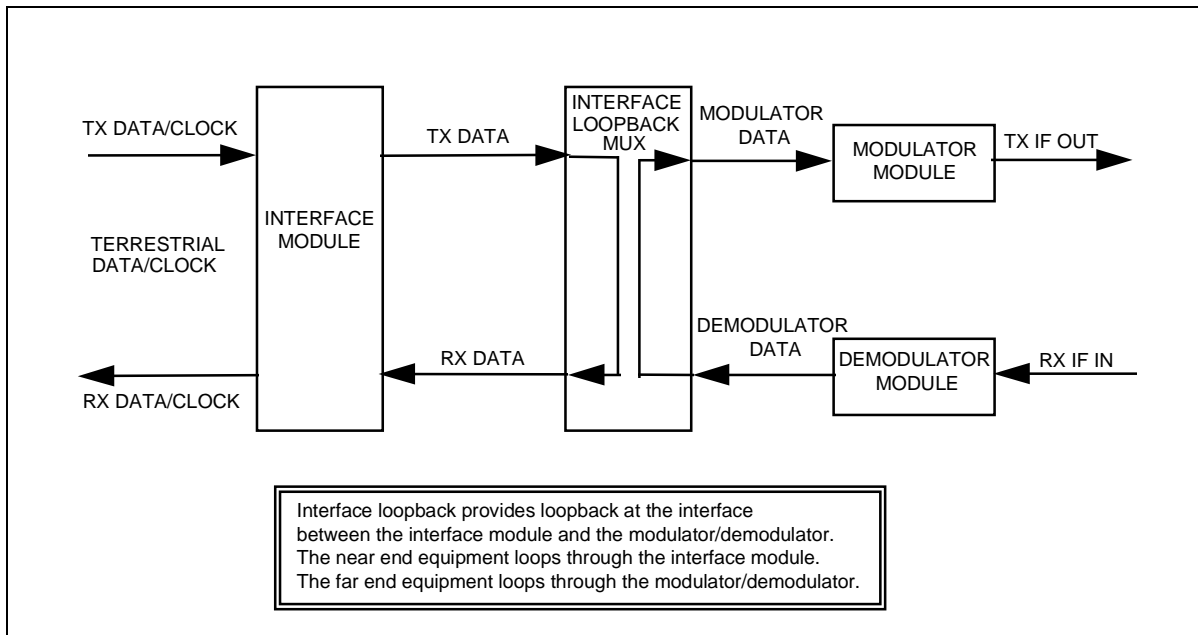 TX DATA/CLOCK
TERRESTRIAL
DATA/CLOCK
RX DATA/CLOCK
INTERFACE
MODULE
TX DATA
RX DATA
INTERFACE
LOOPBACK
MUX
MODULATOR
DATA
DEMODULATOR
DATA
MODULATOR
MODULE
DEMODULATOR
MODULE
TX IF OUT
RX IF IN
Interface loopback provides loopback at the interface
between the interface module and the modulator/demodulator.
The near end equipment loops through the interface module.
The far end equipment loops through the modulator/demodulator.